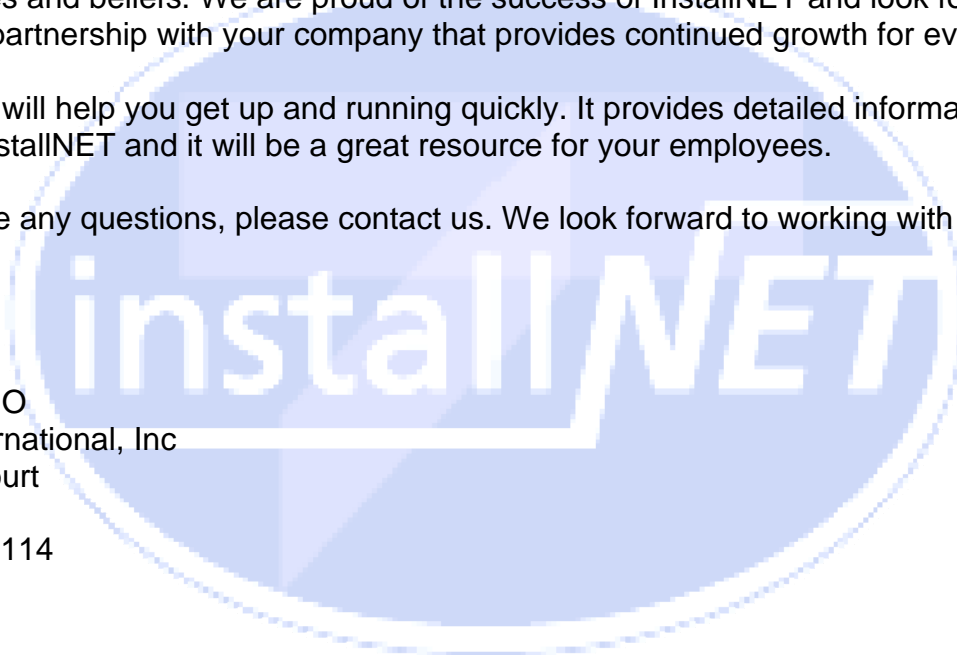 es and beliefs. We are proud of the success of InstallNET and look fo
partnership with your company that provides continued growth for ev
will help you get up and running quickly. It provides detailed informa
stallNET and it will be a great resource for your employees.
e any questions, please contact us. We look forward to working with
installNET
O
rnational, Inc
ourt
114